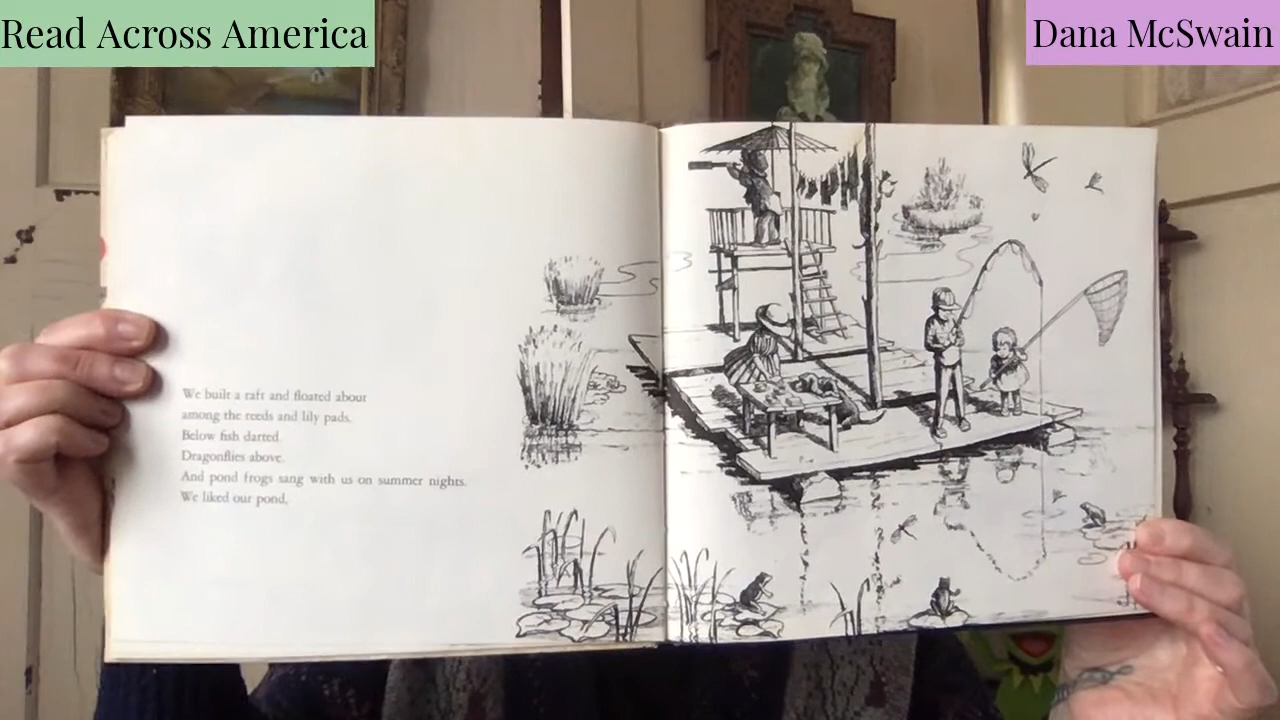 Read Across America
Dana McSwain
We built a raft and floated about
among the reeds and lily pads.
Below fish darted.
Dragonflies above.
And pond frogs sang with us on summer nights.
We liked our pond.